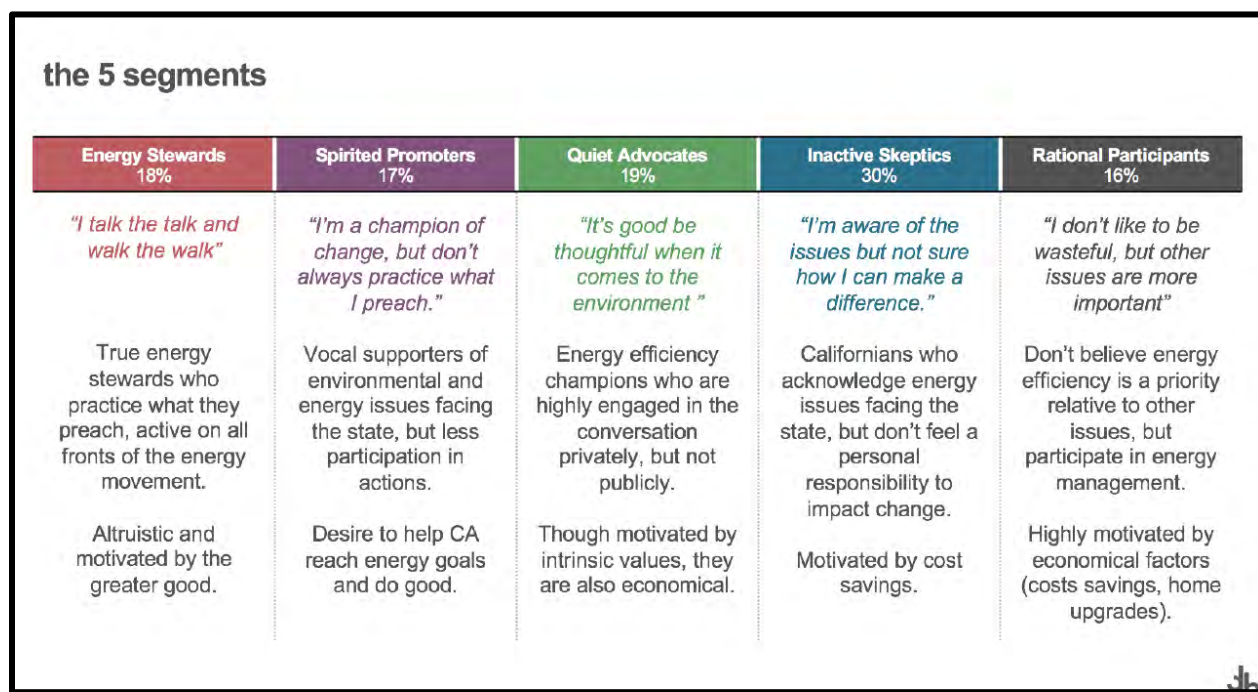 the 5 segments
Energy Stewards
18%
"I talk the talk and
walk the walk"
True energy
stewards who
practice what they
preach, active on all
fronts of the energy
movement.
Altruistic and
motivated by the
greater good.
Spirited Promoters
17%
"I'm a champion of
change, but don't
always practice what
I preach."
Vocal supporters of
environmental and
energy issues facing
the state, but less
participation in
actions.
Desire to help CA
reach energy goals
and do good.
Quiet Advocates
19%
"It's good be
thoughtful when it
comes to the
environment "
Energy efficiency
champions who are
highly engaged in the
conversation
privately, but not
publicly.
Though motivated by
intrinsic values, they
are also economical.
Inactive Skeptics
30%
"I'm aware of the
issues but not sure
how I can make a
difference."
Californians who
acknowledge energy
issues facing the
state, but don't feel a
personal
responsibility to
impact change.
Motivated by cost
savings.
Rational Participants
16%
"I don't like to be
wasteful, but other
issues are more
important"
Don't believe energy
efficiency is a priority
relative to other
issues, but
participate in energy
management.
Highly motivated by
economical factors
(costs savings, home
upgrades).